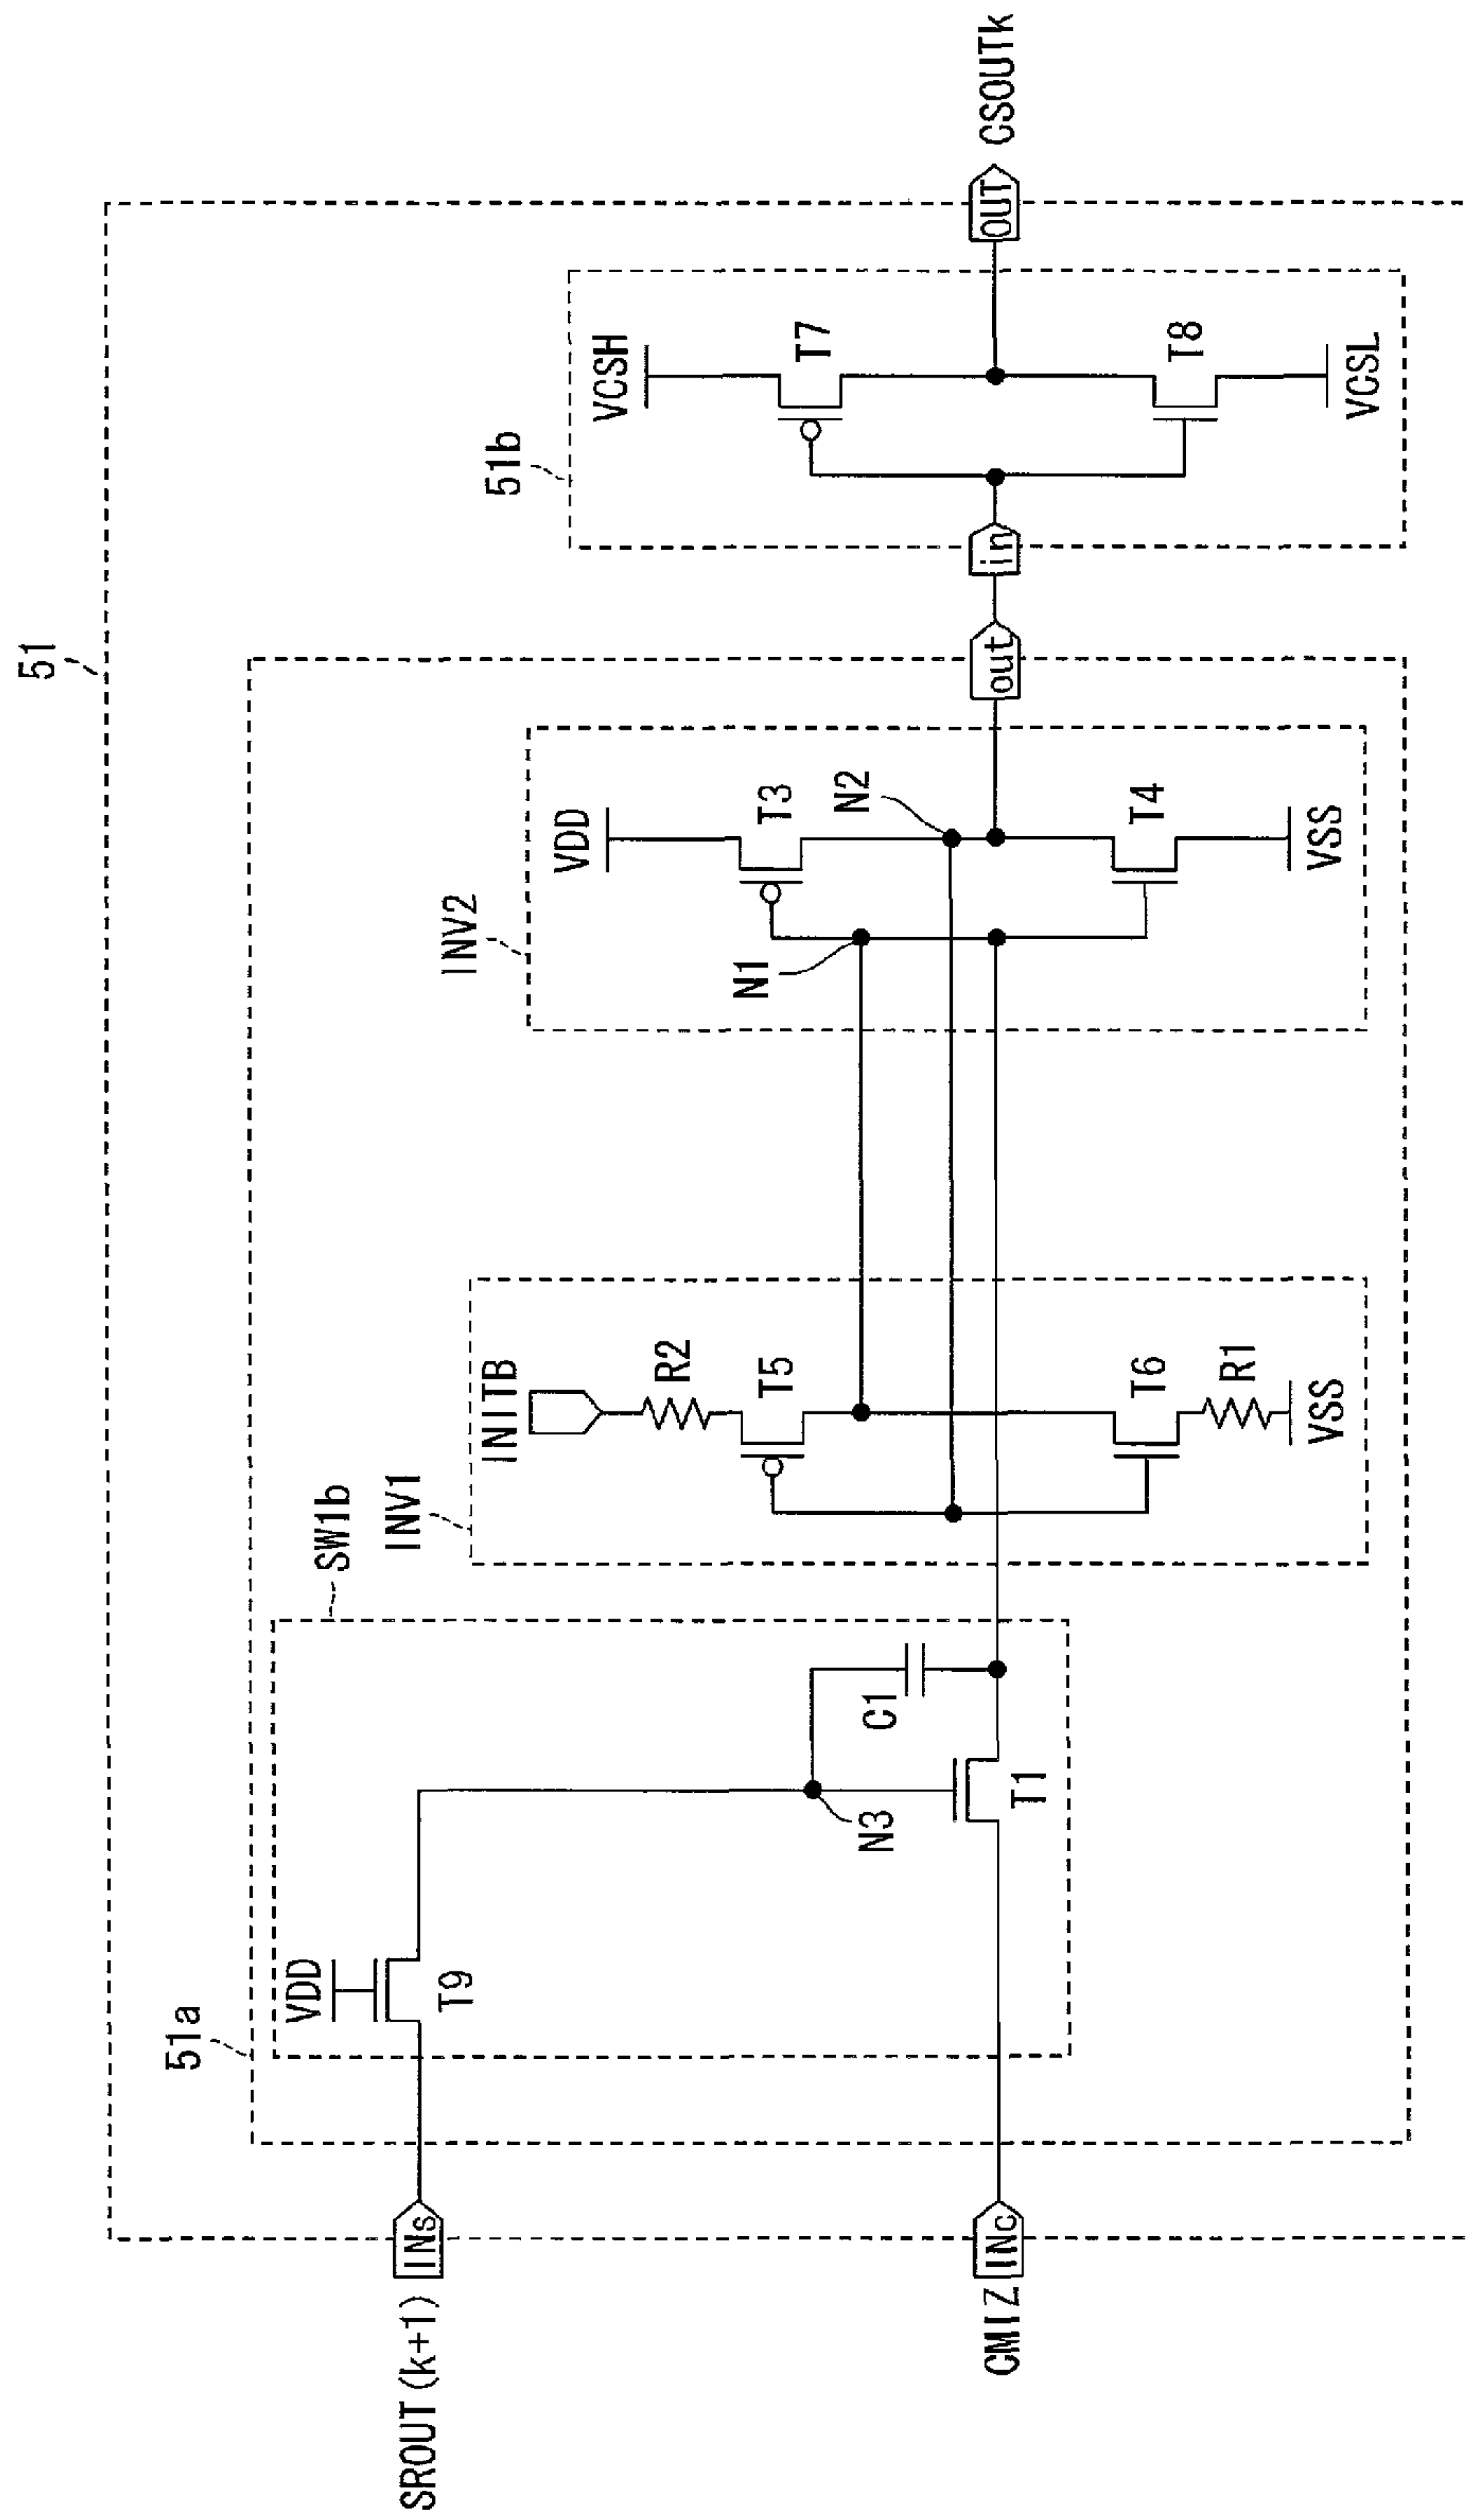 51
51a
SW1b
INV1
INV2
51b
SROUT(k+1)
INs
VDD
T9
N3
C1
T1
CMIZ
INc
INITB
R2
T5
T6
R1
VSS
VDD
T3
N1
N2
T4
VSS
out
in
VCSH
T7
T8
VCSL
OUT
CSOUTk